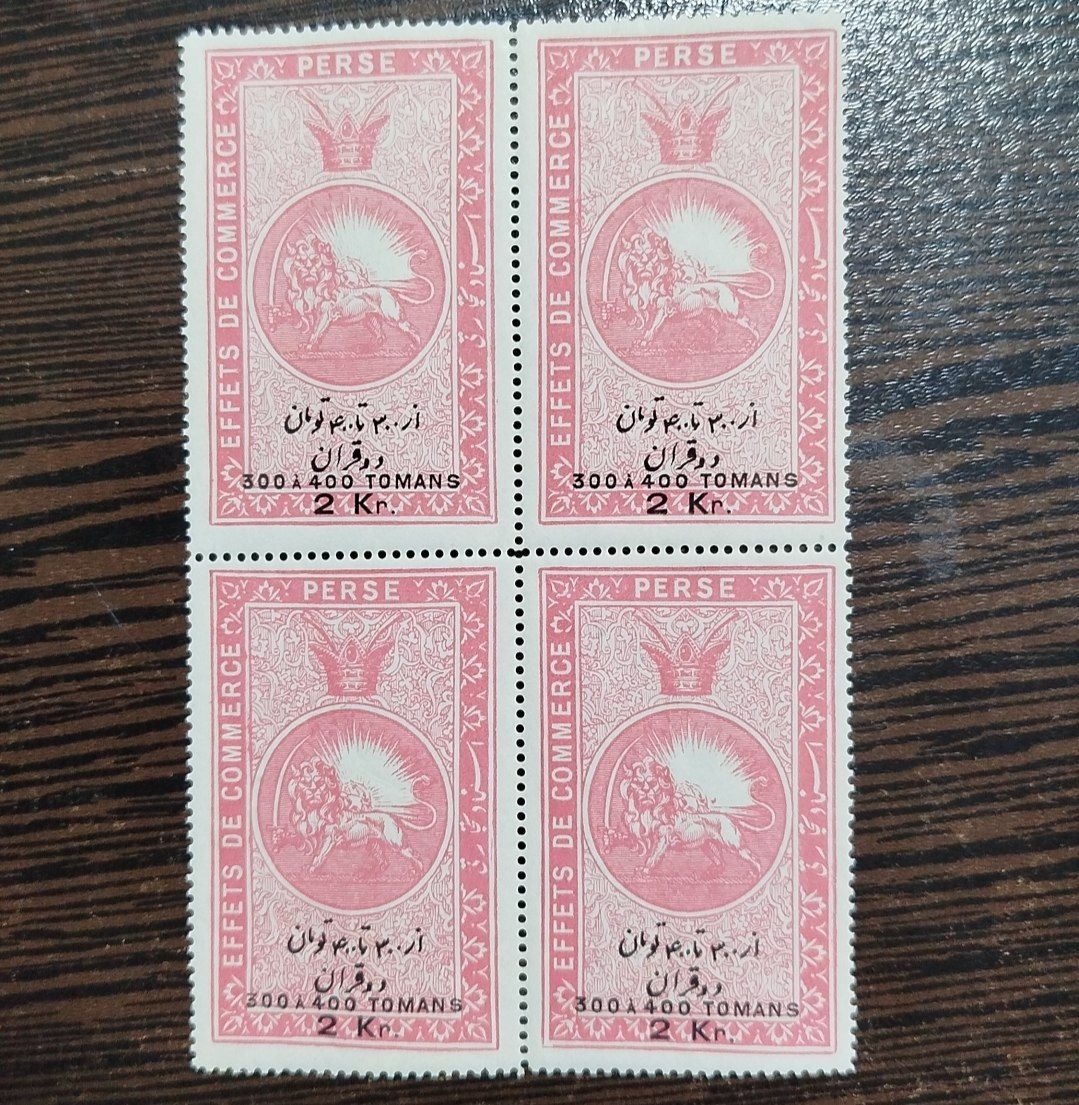 PERSE
EFFETS DE COMMERCE
از ۳۰۰ تا ۴۰۰ تومان
دو قران
300 À 400 TOMANS
2 Kr.
PERSE
EFFETS DE COMMERCE
از ۳۰۰ تا ۴۰۰ تومان
دو قران
300 À 400 TOMANS
2 Kr.
PERSE
EFFETS DE COMMERCE
از ۳۰۰ تا ۴۰۰ تومان
دو قران
300 À 400 TOMANS
2 Kr.
PERSE
EFFETS DE COMMERCE
از ۳۰۰ تا ۴۰۰ تومان
دو قران
300 À 400 TOMANS
2 Kr.